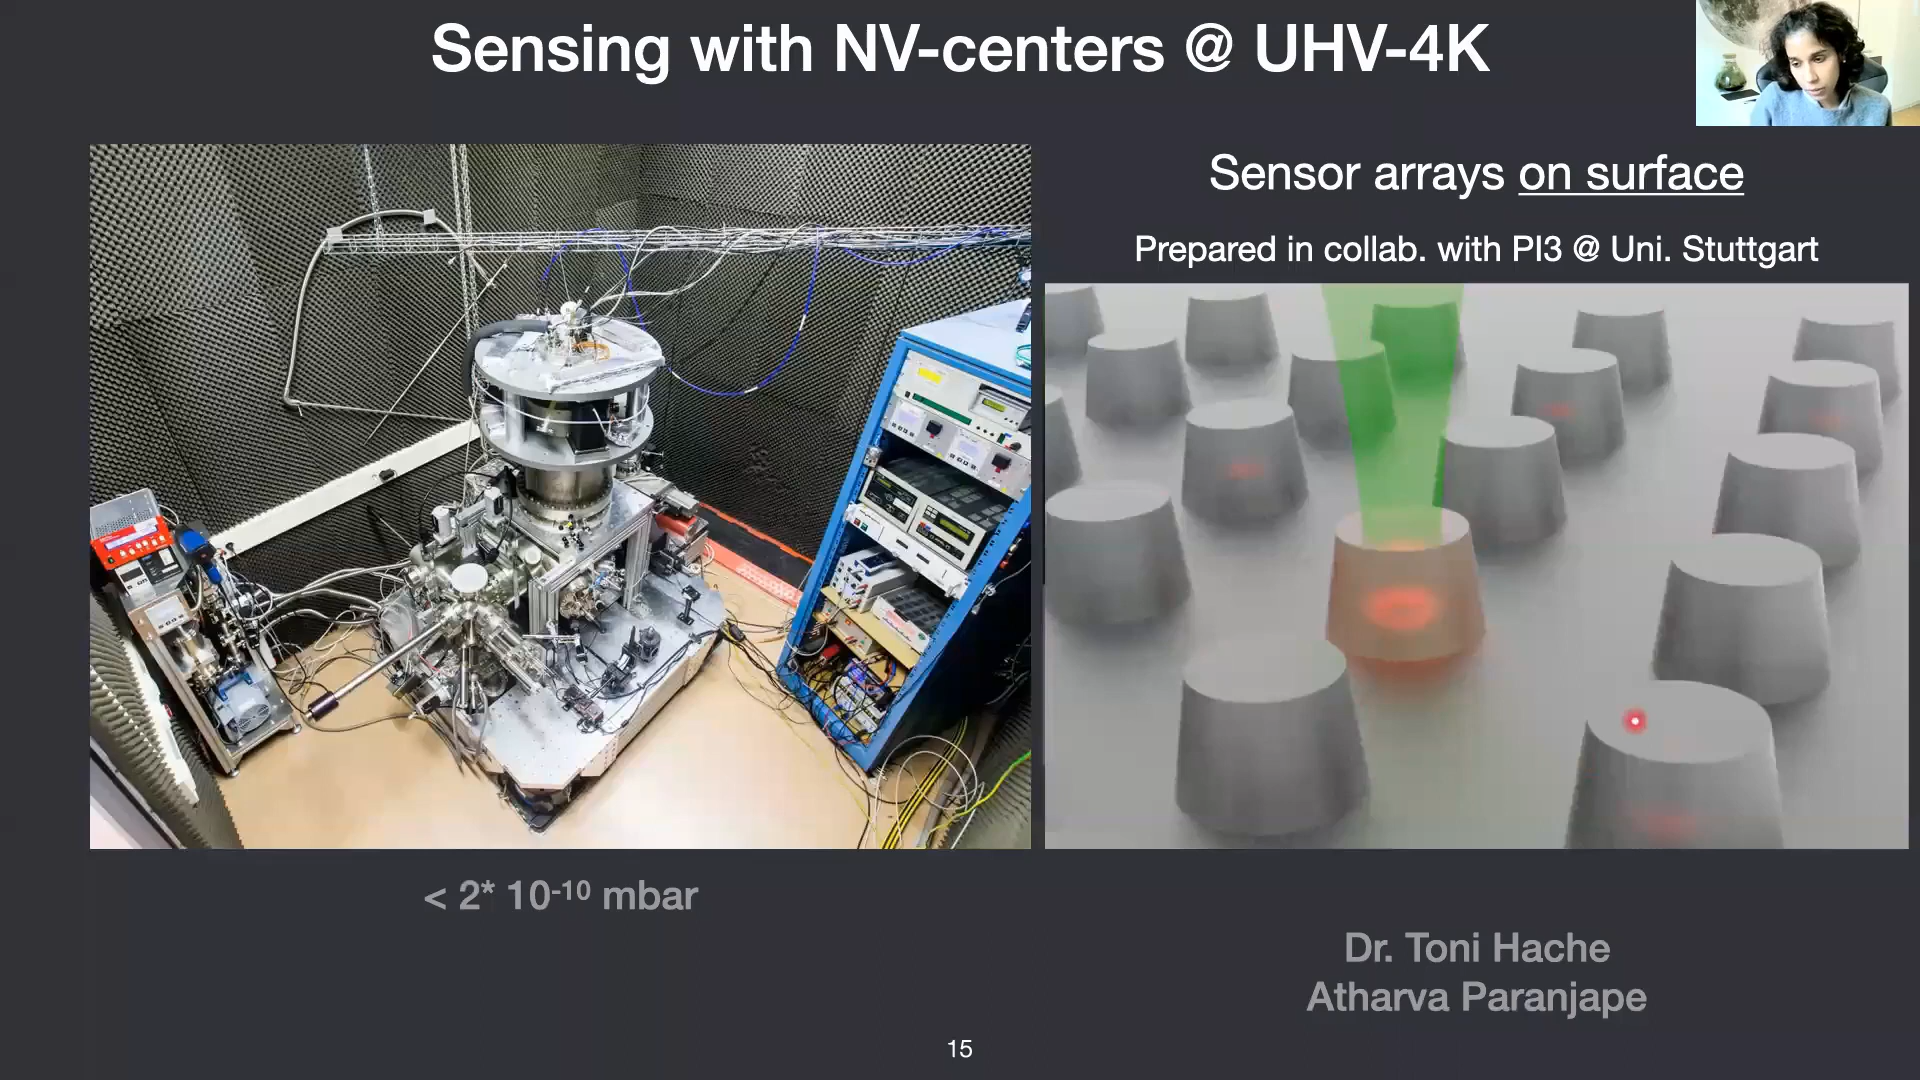 Sensing with NV-centers @ UHV-4K
Sensor arrays on surface
Prepared in collab. with PI3 @ Uni. Stuttgart
< 2* 10-10 mbar
Dr. Toni Hache
Atharva Paranjape
15